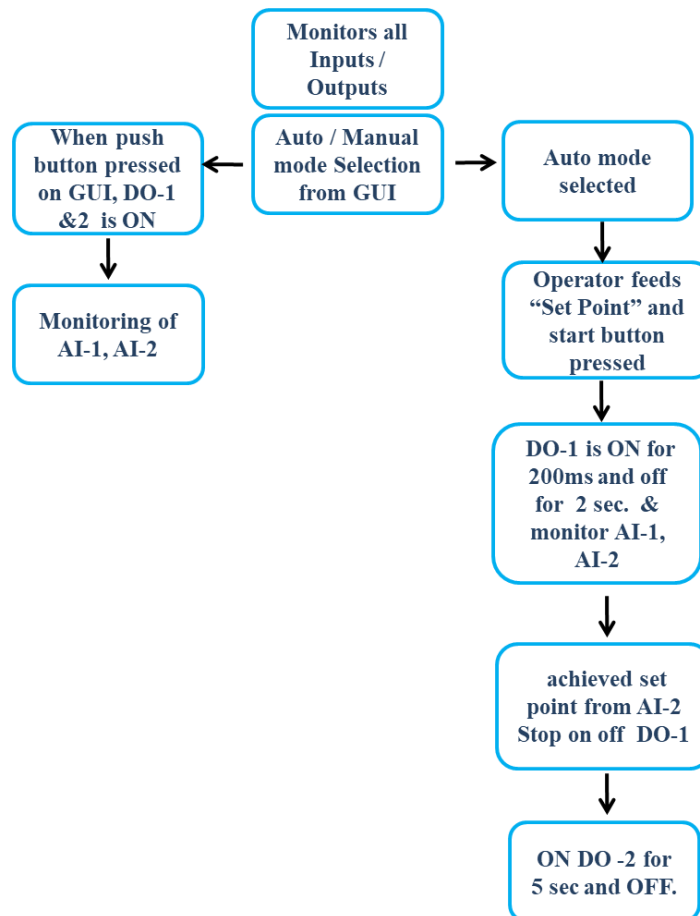 Monitors all
Inputs /
Outputs
When push
button pressed
on GUI, DO-1
&2 is ON
Auto / Manual
mode Selection
from GUI
Auto mode
selected
Monitoring of
AI-1, AI-2
Operator feeds
“Set Point” and
start button
pressed
DO-1 is ON for
200ms and off
for 2 sec. &
monitor AI-1,
AI-2
achieved set
point from AI-2
Stop on off DO-1
ON DO -2 for
5 sec and OFF.